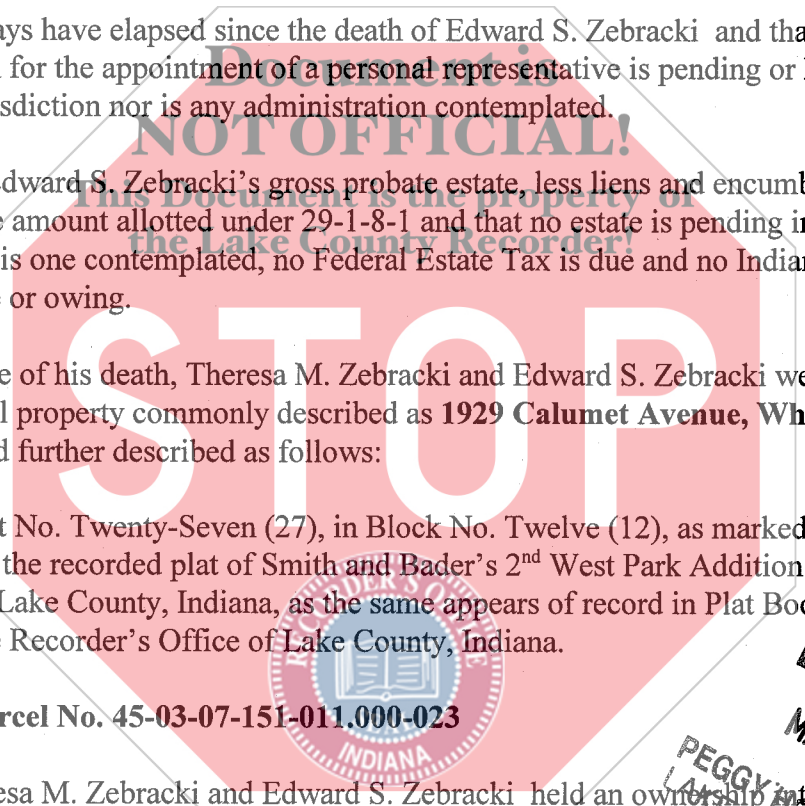 ays have elapsed since the death of Edward S. Zebracki and tha
for the appointment of a personal representative is pending or
sdiction nor is any administration contemplated.
Document is
NOT OFFICIAL!
This Document is the property of
the Lake County Recorder!
dward S. Zebracki's gross probate estate, less liens and encumb
e amount allotted under 29-1-8-1 and that no estate is pending in
is one contemplated, no Federal Estate Tax is due and no Indian
or owing.
STOP
e of his death, Theresa M. Zebracki and Edward S. Zebracki we
l property commonly described as 1929 Calumet Avenue, Wh
d further described as follows:
t No. Twenty-Seven (27), in Block No. Twelve (12), as marked
the recorded plat of Smith and Bader's 2nd West Park Addition
Lake County, Indiana, as the same appears of record in Plat Boo
e Recorder's Office of Lake County, Indiana.
RECORDER'S OFFICE
INDIANA
rcel No. 45-03-07-151-011.000-023
PEGGY
esa M. Zebracki and Edward S. Zebracki held an ownership int